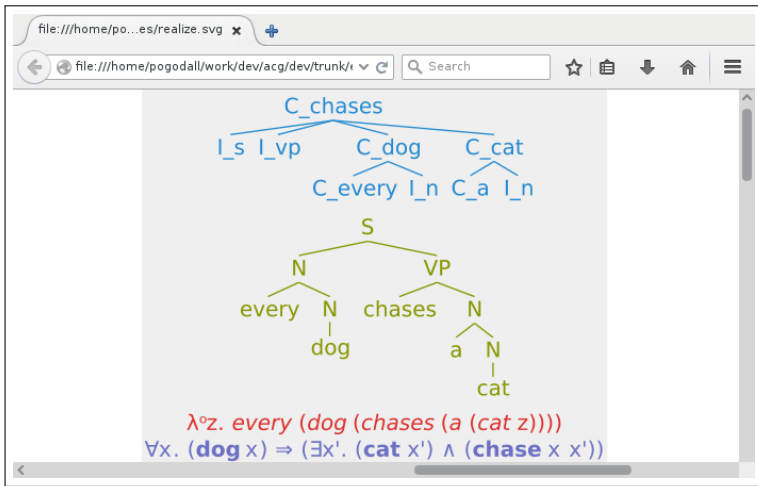 file:///home/po...es/realize.svg
file:///home/pogodall/work/dev/acg/dev/trunk/e
Search
C_chases
I_s I_vp C_dog C_cat
C_every I_n C_a I_n
S
N VP
every N chases N
dog a N
cat
λᵒz. every (dog (chases (a (cat z))))
∀x. (dog x) ⇒ (∃x'. (cat x') ∧ (chase x x'))